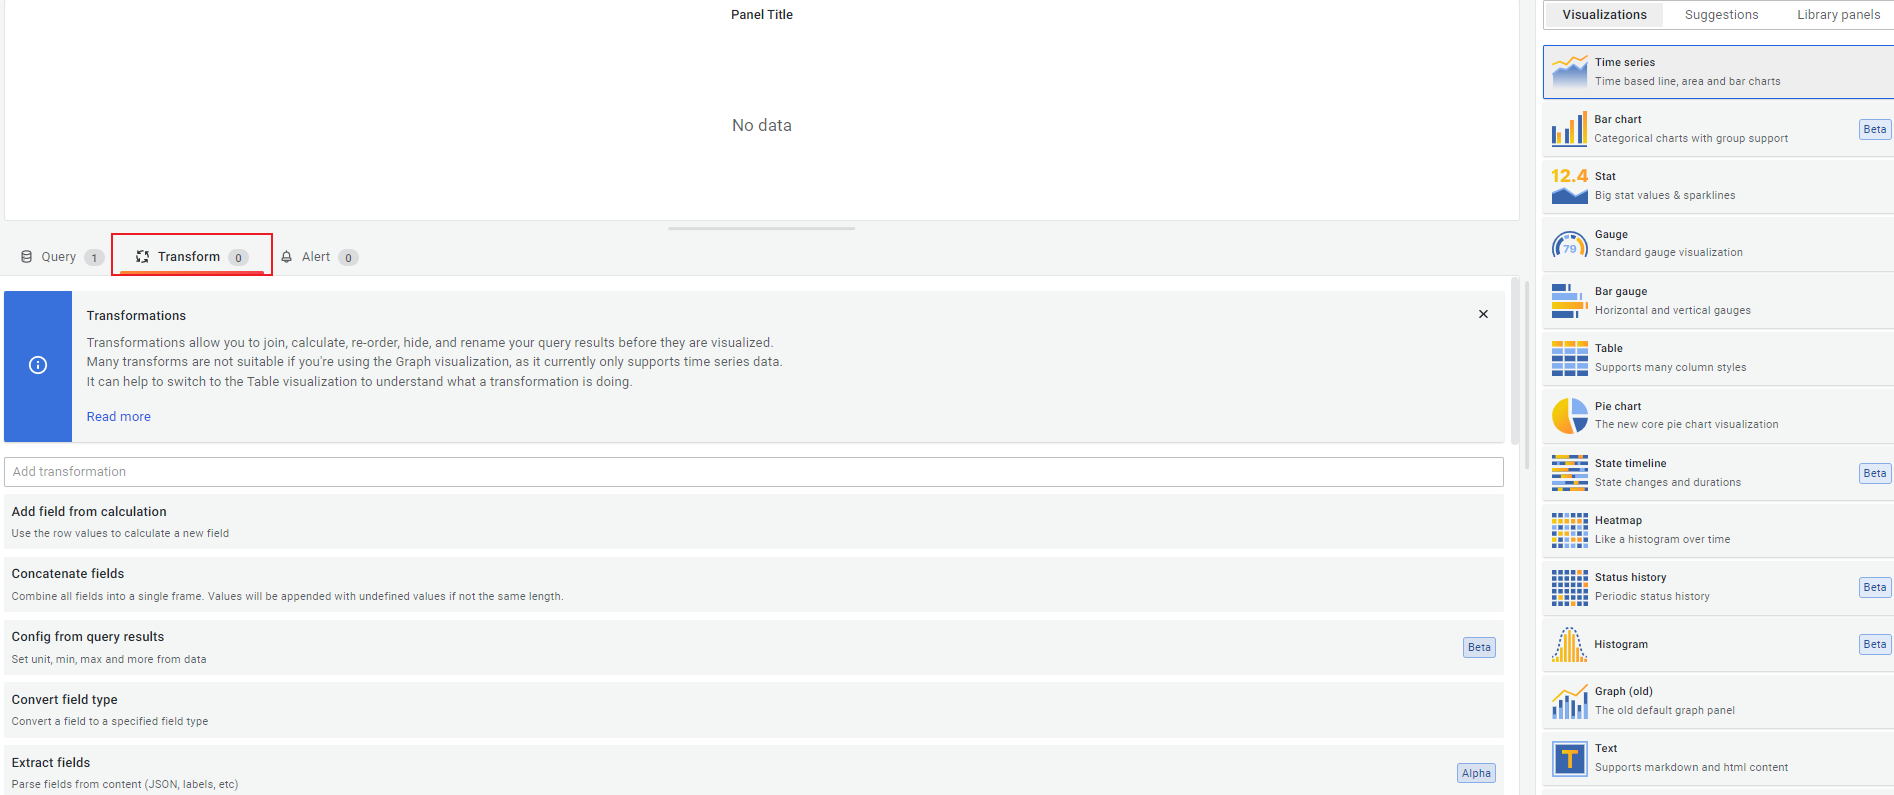 Panel Title
No data
Query 1
Transform 0
Alert 0
Transformations
Transformations allow you to join, calculate, re-order, hide, and rename your query results before they are visualized.
Many transforms are not suitable if you're using the Graph visualization, as it currently only supports time series data.
It can help to switch to the Table visualization to understand what a transformation is doing.
Read more
Add transformation
Add field from calculation
Use the row values to calculate a new field
Concatenate fields
Combine all fields into a single frame. Values will be appended with undefined values if not the same length.
Config from query results
Set unit, min, max and more from data
Beta
Convert field type
Convert a field to a specified field type
Extract fields
Parse fields from content (JSON, labels, etc)
Alpha
Visualizations
Suggestions
Library panels
Time series
Time based line, area and bar charts
Bar chart
Categorical charts with group support
Beta
12.4
Stat
Big stat values & sparklines
79
Gauge
Standard gauge visualization
Bar gauge
Horizontal and vertical gauges
Table
Supports many column styles
Pie chart
The new core pie chart visualization
State timeline
State changes and durations
Beta
Heatmap
Like a histogram over time
Status history
Periodic status history
Beta
Histogram
Beta
Graph (old)
The old default graph panel
T
Text
Supports markdown and html content